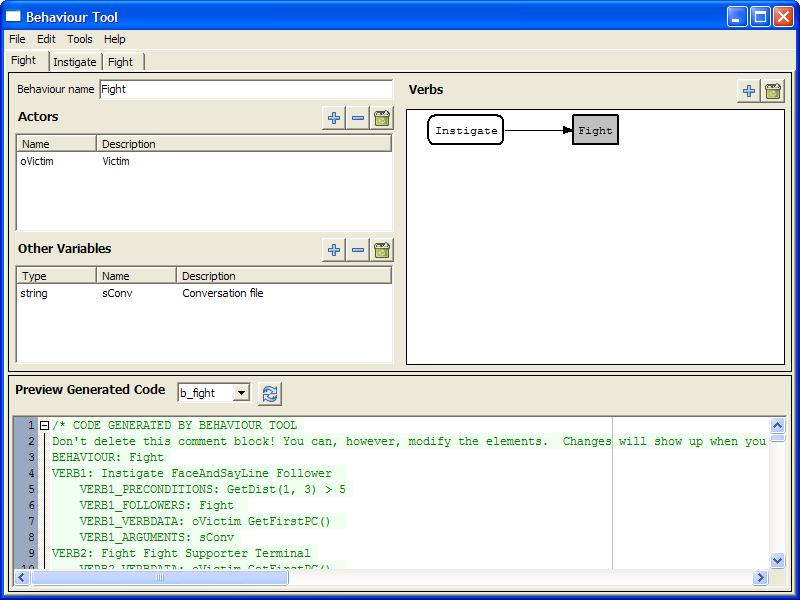 Behaviour Tool
File Edit Tools Help
Fight Instigate Fight
Behaviour name Fight
Actors
Name Description
oVictim Victim
Other Variables
Type Name Description
string sConv Conversation file
Verbs
Instigate Fight
Preview Generated Code b_fight
1 /* CODE GENERATED BY BEHAVIOUR TOOL
2 Don't delete this comment block! You can, however, modify the elements.  Changes will show up when you
3 BEHAVIOUR: Fight
4 VERB1: Instigate FaceAndSayLine Follower
5 VERB1_PRECONDITIONS: GetDist(1, 3) > 5
6 VERB1_FOLLOWERS: Fight
7 VERB1_VERBDATA: oVictim GetFirstPC()
8 VERB1_ARGUMENTS: sConv
9 VERB2: Fight Fight Supporter Terminal
10 VERB2_VERBDATA: oVictim GetFirstPC()